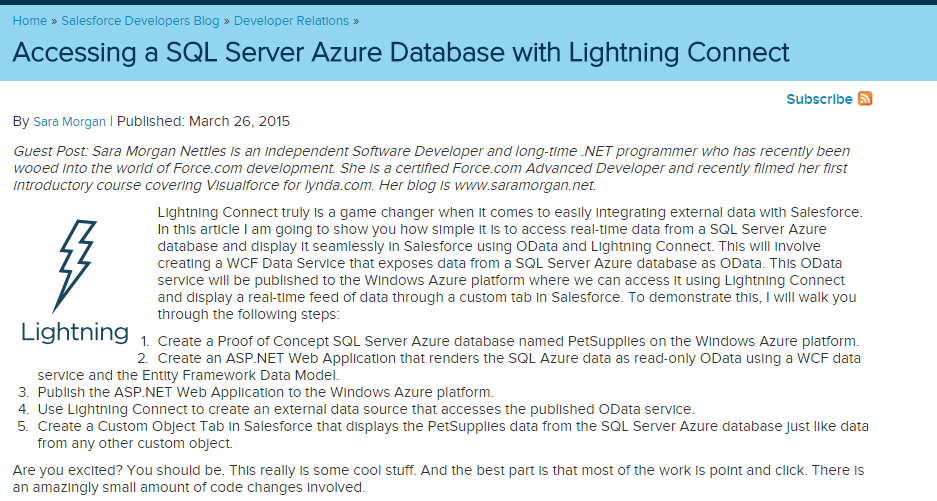 Home » Salesforce Developers Blog » Developer Relations »
Accessing a SQL Server Azure Database with Lightning Connect
Subscribe
By Sara Morgan | Published: March 26, 2015
Guest Post: Sara Morgan Nettles is an Independent Software Developer and long-time .NET programmer who has recently been
wooed into the world of Force.com development. She is a certified Force.com Advanced Developer and recently filmed her first
introductory course covering Visualforce for lynda.com. Her blog is www.saramorgan.net.
Lightning Connect truly is a game changer when it comes to easily integrating external data with Salesforce.
In this article I am going to show you how simple it is to access real-time data from a SQL Server Azure
database and display it seamlessly in Salesforce using OData and Lightning Connect. This will involve
creating a WCF Data Service that exposes data from a SQL Server Azure database as OData. This OData
service will be published to the Windows Azure platform where we can access it using Lightning Connect
and display a real-time feed of data through a custom tab in Salesforce. To demonstrate this, I will walk you
through the following steps:
Lightning
1. Create a Proof of Concept SQL Server Azure database named PetSupplies on the Windows Azure platform.
2. Create an ASP.NET Web Application that renders the SQL Azure data as read-only OData using a WCF data
service and the Entity Framework Data Model.
3. Publish the ASP.NET Web Application to the Windows Azure platform.
4. Use Lightning Connect to create an external data source that accesses the published OData service.
5. Create a Custom Object Tab in Salesforce that displays the PetSupplies data from the SQL Server Azure database just like data
from any other custom object.
Are you excited? You should be. This really is some cool stuff. And the best part is that most of the work is point and click. There is
an amazingly small amount of code changes involved.